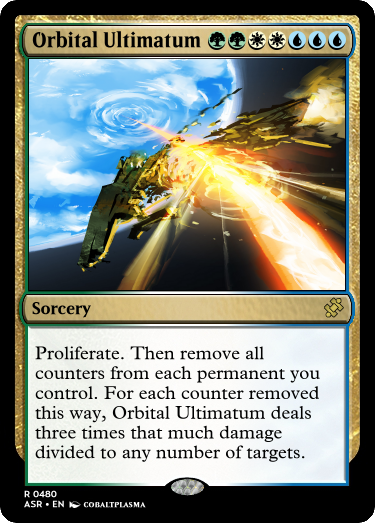 Orbital Ultimatum
Sorcery
Proliferate. Then remove all
counters from each permanent you
control. For each counter removed
this way, Orbital Ultimatum deals
three times that much damage
divided to any number of targets.
R 0480
ASR • EN COBALTPLASMA